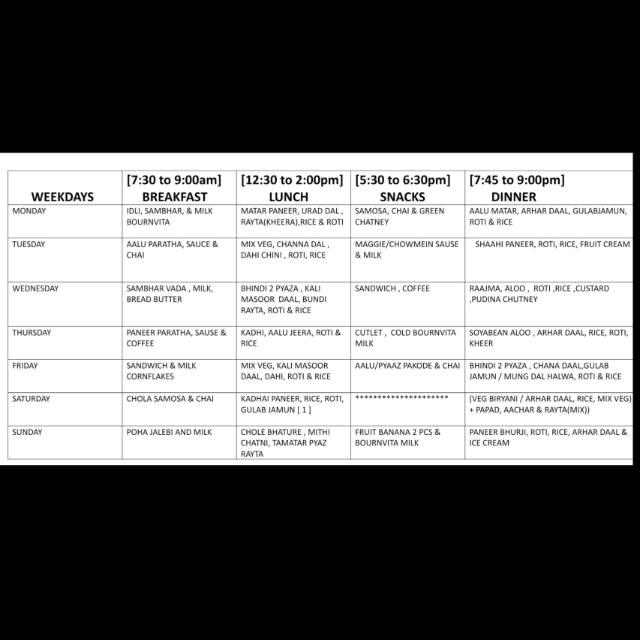 WEEKDAYS [7:30 to 9:00am] BREAKFAST [12:30 to 2:00pm] LUNCH [5:30 to 6:30pm] SNACKS [7:45 to 9:00pm] DINNER
MONDAY
IDLI, SAMBHAR, & MILK
BOURNVITA
MATAR PANEER, URAD DAL ,
RAYTA(KHEERA),RICE & ROTI
SAMOSA, CHAI & GREEN
CHATNEY
AALU MATAR, ARHAR DAAL, GULABJAMUN,
ROTI & RICE
TUESDAY
AALU PARATHA, SAUCE &
CHAI
MIX VEG, CHANNA DAL ,
DAHI CHINI , ROTI, RICE
MAGGIE/CHOWMEIN SAUSE
& MILK
SHAAHI PANEER, ROTI, RICE, FRUIT CREAM
WEDNESDAY
SAMBHAR VADA , MILK,
BREAD BUTTER
BHINDI 2 PYAZA , KALI
MASOOR DAAL, BUNDI
RAYTA, ROTI & RICE
SANDWICH , COFFEE
RAAJMA, ALOO , ROTI ,RICE ,CUSTARD
,PUDINA CHUTNEY
THURSDAY
PANEER PARATHA, SAUSE &
COFFEE
KADHI, AALU JEERA, ROTI &
RICE
CUTLET , COLD BOURNVITA
MILK
SOYABEAN ALOO , ARHAR DAAL, RICE, ROTI,
KHEER
FRIDAY
SANDWICH & MILK
CORNFLAKES
MIX VEG, KALI MASOOR
DAAL, DAHI, ROTI & RICE
AALU/PYAAZ PAKODE & CHAI
BHINDI 2 PYAZA , CHANA DAAL,GULAB
JAMUN / MUNG DAL HALWA, ROTI & RICE
SATURDAY
CHOLA SAMOSA & CHAI
KADHAI PANEER, RICE, ROTI,
GULAB JAMUN [ 1 ]
*********************
(VEG BIRYANI / ARHAR DAAL, RICE, MIX VEG)
+ PAPAD, AACHAR & RAYTA(MIX))
SUNDAY
POHA JALEBI AND MILK
CHOLE BHATURE , MITHI
CHATNI, TAMATAR PYAZ
RAYTA
FRUIT BANANA 2 PCS &
BOURNVITA MILK
PANEER BHURJI, ROTI, RICE, ARHAR DAAL &
ICE CREAM